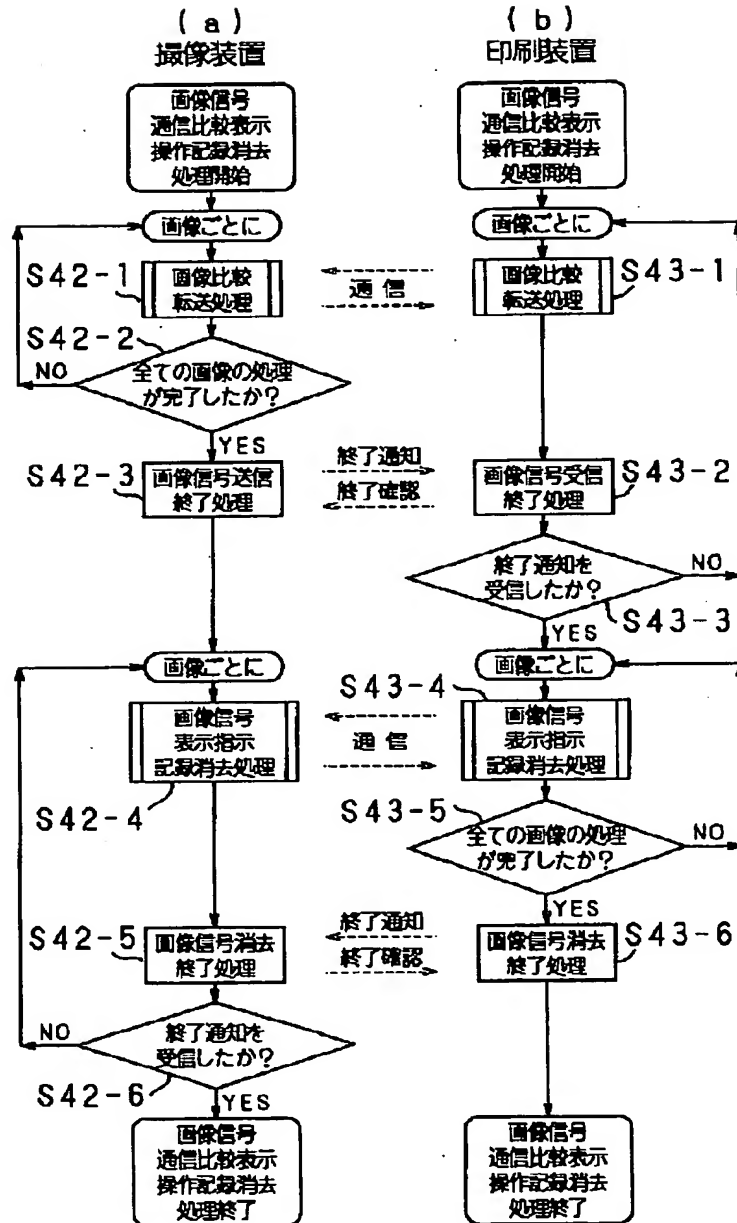 (a)
撮像装置
画像信号
通信比較表示
操作記録消去
処理開始
画像ごとに
S42-1
画像比較
転送処理
S42-2
NO
全ての画像の処理
が完了したか?
YES
S42-3
画像信号送信
終了処理
画像ごとに
画像信号
表示指示
記録消去処理
S42-4
S42-5
画像信号消去
終了処理
NO
終了通知を
受信したか?
S42-6
YES
画像信号
通信比較表示
操作記録消去
処理終了
通信
終了通知
終了確認
通信
終了通知
終了確認
(b)
印刷装置
画像信号
通信比較表示
操作記録消去
処理開始
画像ごとに
S43-1
画像比較
転送処理
画像信号受信
終了処理
S43-2
終了通知を
受信したか?
NO
S43-3
YES
画像ごとに
S43-4
画像信号
表示指示
記録消去処理
S43-5
全ての画像の処理
が完了したか?
NO
YES
画像信号消去
終了処理
S43-6
画像信号
通信比較表示
操作記録消去
処理終了